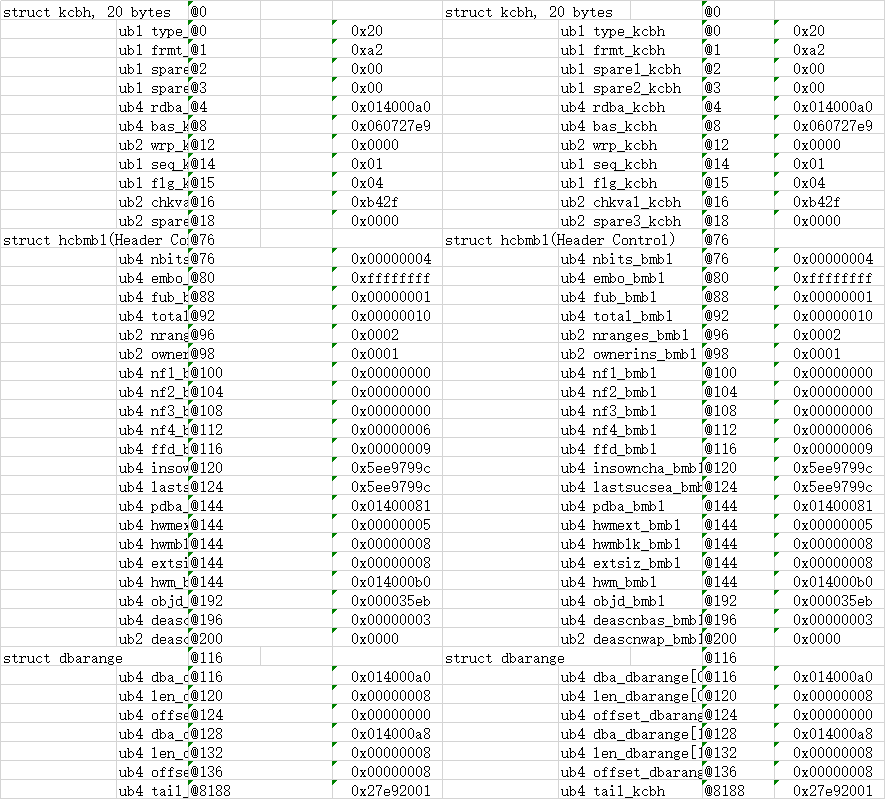 struct kcbh, 20 bytes @0 struct kcbh, 20 bytes @0
ub1 type_ @0 0x20 ub1 type_kcbh @0 0x20
ub1 frmt_ @1 0xa2 ub1 frmt_kcbh @1 0xa2
ub1 spare @2 0x00 ub1 spare1_kcbh @2 0x00
ub1 spare @3 0x00 ub1 spare2_kcbh @3 0x00
ub4 rdba_ @4 0x014000a0 ub4 rdba_kcbh @4 0x014000a0
ub4 bas_k @8 0x060727e9 ub4 bas_kcbh @8 0x060727e9
ub2 wrp_k @12 0x0000 ub2 wrp_kcbh @12 0x0000
ub1 seq_k @14 0x01 ub1 seq_kcbh @14 0x01
ub1 flg_k @15 0x04 ub1 flg_kcbh @15 0x04
ub2 chkva @16 0xb42f ub2 chkval_kcbh @16 0xb42f
ub2 spare @18 0x0000 ub2 spare3_kcbh @18 0x0000
struct hcbmb1(Header Co @76 struct hcbmb1(Header Control) @76
ub4 nbits @76 0x00000004 ub4 nbits_bmb1 @76 0x00000004
ub4 embo_ @80 0xffffffff ub4 embo_bmb1 @80 0xffffffff
ub4 fub_b @88 0x00000001 ub4 fub_bmb1 @88 0x00000001
ub4 total @92 0x00000010 ub4 total_bmb1 @92 0x00000010
ub2 nrang @96 0x0002 ub2 nranges_bmb1 @96 0x0002
ub2 owner @98 0x0001 ub2 ownerins_bmb1 @98 0x0001
ub4 nf1_b @100 0x00000000 ub4 nf1_bmb1 @100 0x00000000
ub4 nf2_b @104 0x00000000 ub4 nf2_bmb1 @104 0x00000000
ub4 nf3_b @108 0x00000000 ub4 nf3_bmb1 @108 0x00000000
ub4 nf4_b @112 0x00000006 ub4 nf4_bmb1 @112 0x00000006
ub4 ffd_b @116 0x00000009 ub4 ffd_bmb1 @116 0x00000009
ub4 insow @120 0x5ee9799c ub4 insowncha_bmb1 @120 0x5ee9799c
ub4 lasts @124 0x5ee9799c ub4 lastsucsea_bmb @124 0x5ee9799c
ub4 pdba_ @144 0x01400081 ub4 pdba_bmb1 @144 0x01400081
ub4 hwmex @144 0x00000005 ub4 hwmext_bmb1 @144 0x00000005
ub4 hwmbl @144 0x00000008 ub4 hwmblk_bmb1 @144 0x00000008
ub4 extsi @144 0x00000008 ub4 extsiz_bmb1 @144 0x00000008
ub4 hwm_b @144 0x014000b0 ub4 hwm_bmb1 @144 0x014000b0
ub4 objd_ @192 0x000035eb ub4 objd_bmb1 @192 0x000035eb
ub4 deasc @196 0x00000003 ub4 deascnbas_bmb1 @196 0x00000003
ub2 deasc @200 0x0000 ub2 deascnwap_bmb1 @200 0x0000
struct dbarange @116 struct dbarange @116
ub4 dba_d @116 0x014000a0 ub4 dba_dbarange[0 @116 0x014000a0
ub4 len_d @120 0x00000008 ub4 len_dbarange[0 @120 0x00000008
ub4 offse @124 0x00000000 ub4 offset_dbarang @124 0x00000000
ub4 dba_d @128 0x014000a8 ub4 dba_dbarange[1 @128 0x014000a8
ub4 len_d @132 0x00000008 ub4 len_dbarange[1 @132 0x00000008
ub4 offse @136 0x00000008 ub4 offset_dbarang @136 0x00000008
ub4 tail_ @8188 0x27e92001 ub4 tail_kcbh @8188 0x27e92001